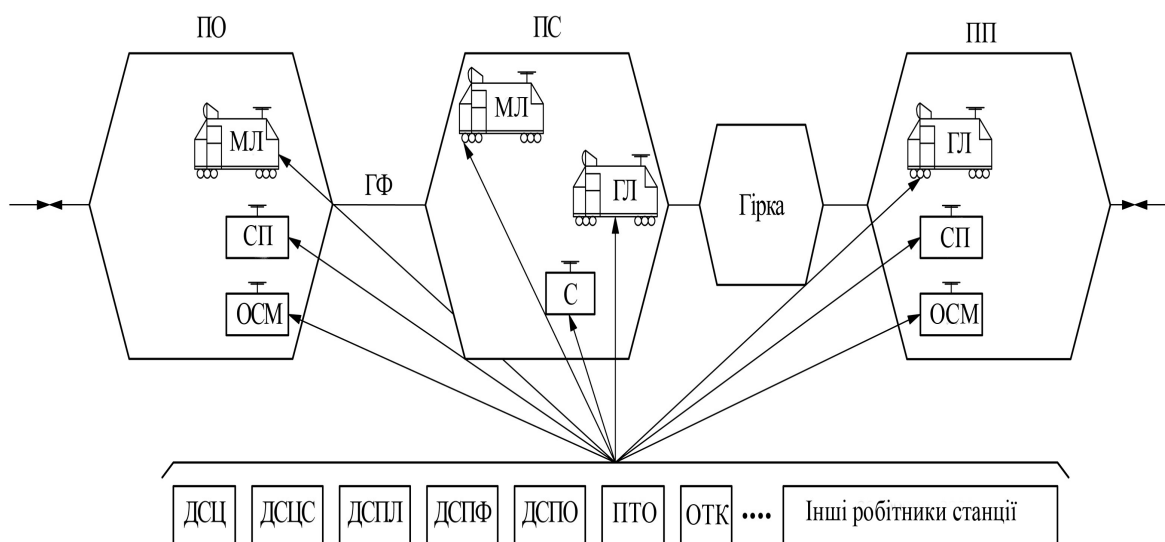 ПО
ПС
ПП
МЛ
МЛ
ГЛ
ГЛ
ГФ
Гірка
СП
СП
С
ОСМ
ОСМ
ДСЦ
ДСЦС
ДСПЛ
ДСПФ
ДСПО
ПТО
ОТК
....
Інші робітники станції